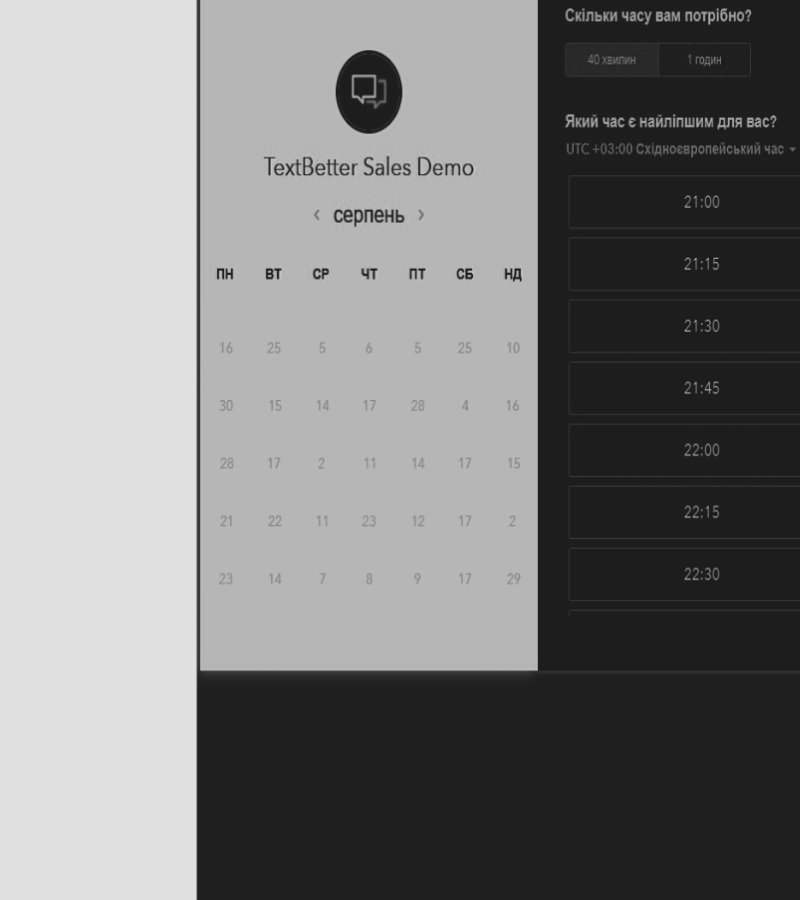 TextBetter Sales Demo
‹ серпень ›
ПН ВТ СР ЧТ ПТ СБ НД
16 25 5 6 5 25 10
30 15 14 17 28 4 16
28 17 2 11 14 17 15
21 22 11 23 12 17 2
23 14 7 8 9 17 29
Скільки часу вам потрібно?
40 хвилин 1 годин
Який час є найліпшим для вас?
UTC +03:00 Східноєвропейський час
21:00
21:15
21:30
21:45
22:00
22:15
22:30